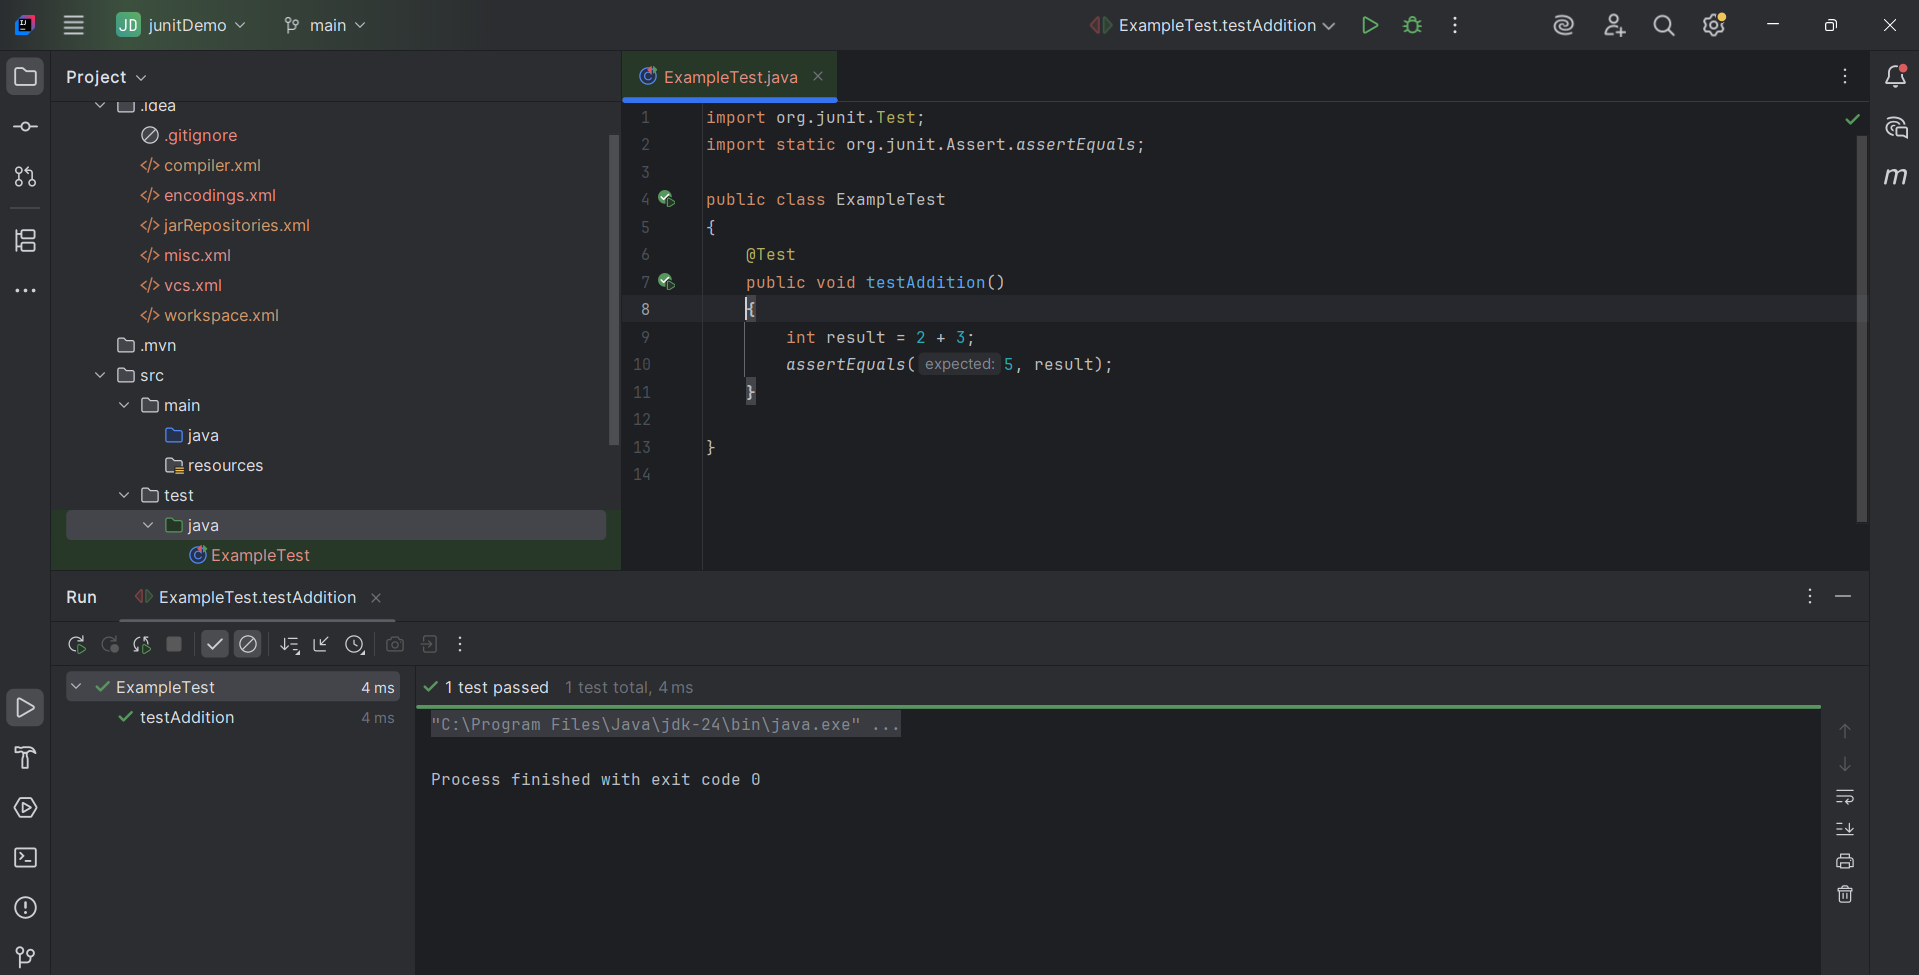 JD junitDemo main ExampleTest.testAddition
Project
.idea
.gitignore
</> compiler.xml
</> encodings.xml
</> jarRepositories.xml
</> misc.xml
</> vcs.xml
</> workspace.xml
.mvn
src
main
java
resources
test
java
ExampleTest
ExampleTest.java
1 import org.junit.Test;
2 import static org.junit.Assert.assertEquals;
3
4 public class ExampleTest
5 {
6 @Test
7 public void testAddition()
8 {
9 int result = 2 + 3;
10 assertEquals( expected: 5, result);
11 }
12
13 }
14
m
Run ExampleTest.testAddition
ExampleTest 4 ms
testAddition 4 ms
1 test passed 1 test total, 4 ms
"C:\Program Files\Java\jdk-24\bin\java.exe" ...
Process finished with exit code 0